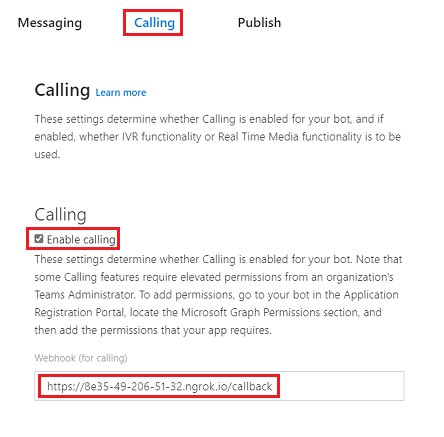 Messaging Calling Publish
Calling Learn more
These settings determine whether Calling is enabled for your bot, and if
enabled, whether IVR functionality or Real Time Media functionality is to be
used.
Calling
Enable calling
These settings determine whether Calling is enabled for your bot. Note that
some Calling features require elevated permissions from an organization's
Teams Administrator. To add permissions, go to your bot in the Application
Registration Portal, locate the Microsoft Graph Permissions section, and
then add the permissions that your app requires.
Webhook (for calling)
https://8e35-49-206-51-32.ngrok.io/callback